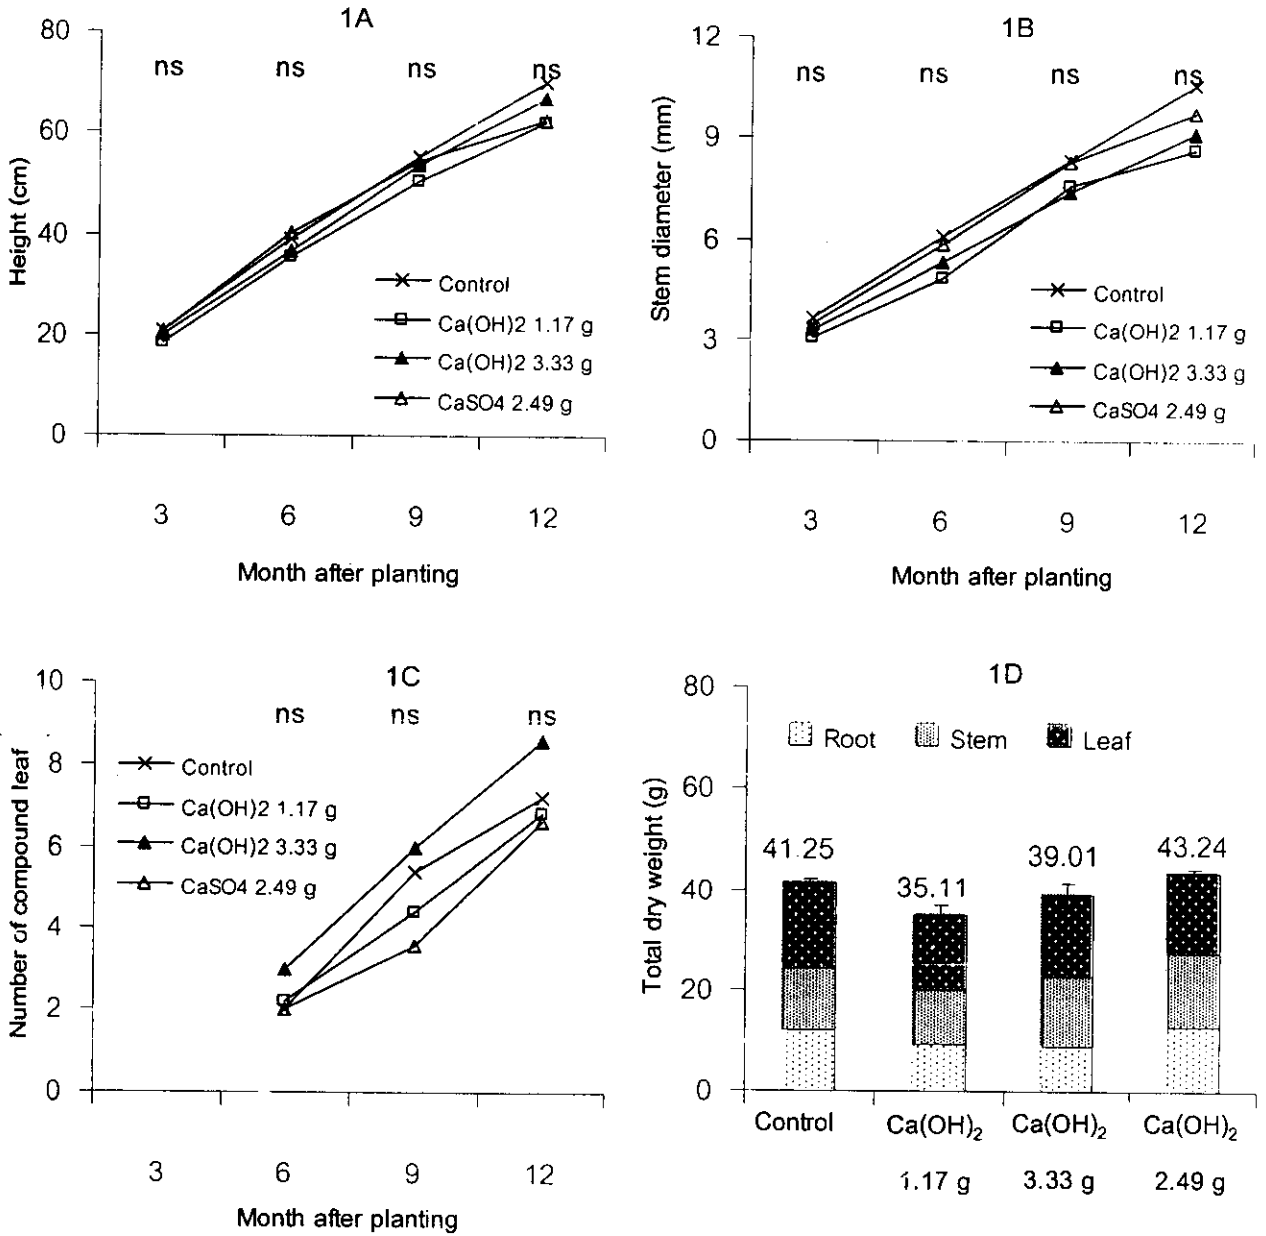 1A
80
60
40
20
0
Height (cm)
ns ns ns ns
Control
Ca(OH)2 1.17 g
Ca(OH)2 3.33 g
CaSO4 2.49 g
3 6 9 12
Month after planting
1B
12
9
6
3
0
Stem diameter (mm)
ns ns ns ns
Control
Ca(OH)2 1.17 g
Ca(OH)2 3.33 g
CaSO4 2.49 g
3 6 9 12
Month after planting
1C
10
8
6
4
2
0
Number of compound leaf
ns ns ns
Control
Ca(OH)2 1.17 g
Ca(OH)2 3.33 g
CaSO4 2.49 g
3 6 9 12
Month after planting
1D
80
60
40
20
0
Total dry weight (g)
Root Stem Leaf
41.25 35.11 39.01 43.24
Control Ca(OH)₂ Ca(OH)₂ Ca(OH)₂
1.17 g 3.33 g 2.49 g